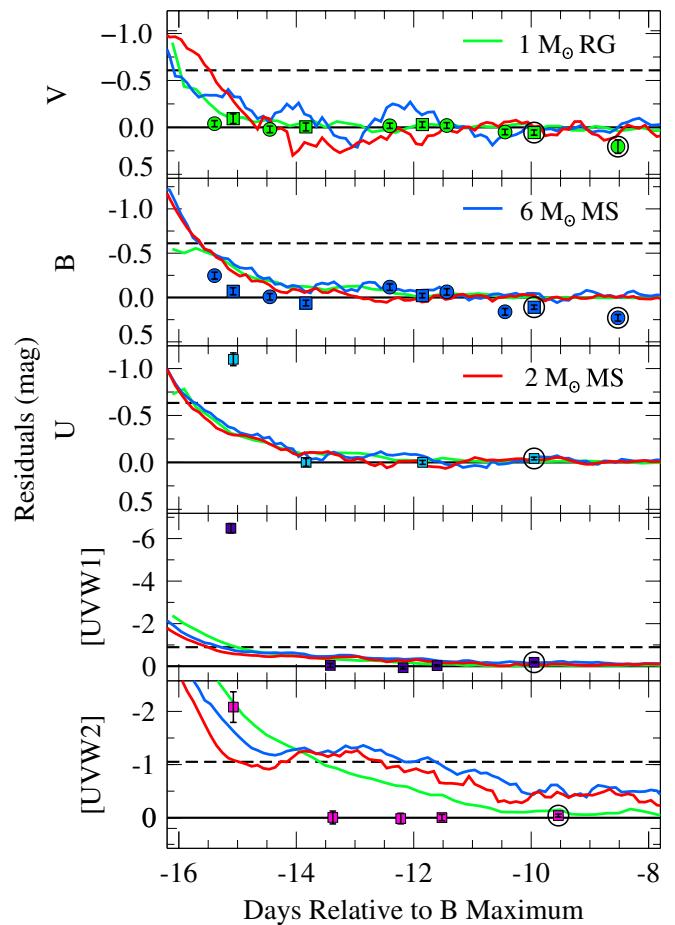 −1.0
−0.5
0.0
0.5
V
1 M⊙ RG
-1.0
-0.5
0.0
0.5
B
6 M⊙ MS
-1.0
-0.5
0.0
0.5
U
2 M⊙ MS
Residuals (mag)
-6
-4
-2
0
[UVW1]
-2
-1
0
[UVW2]
-16
-14
-12
-10
-8
Days Relative to B Maximum